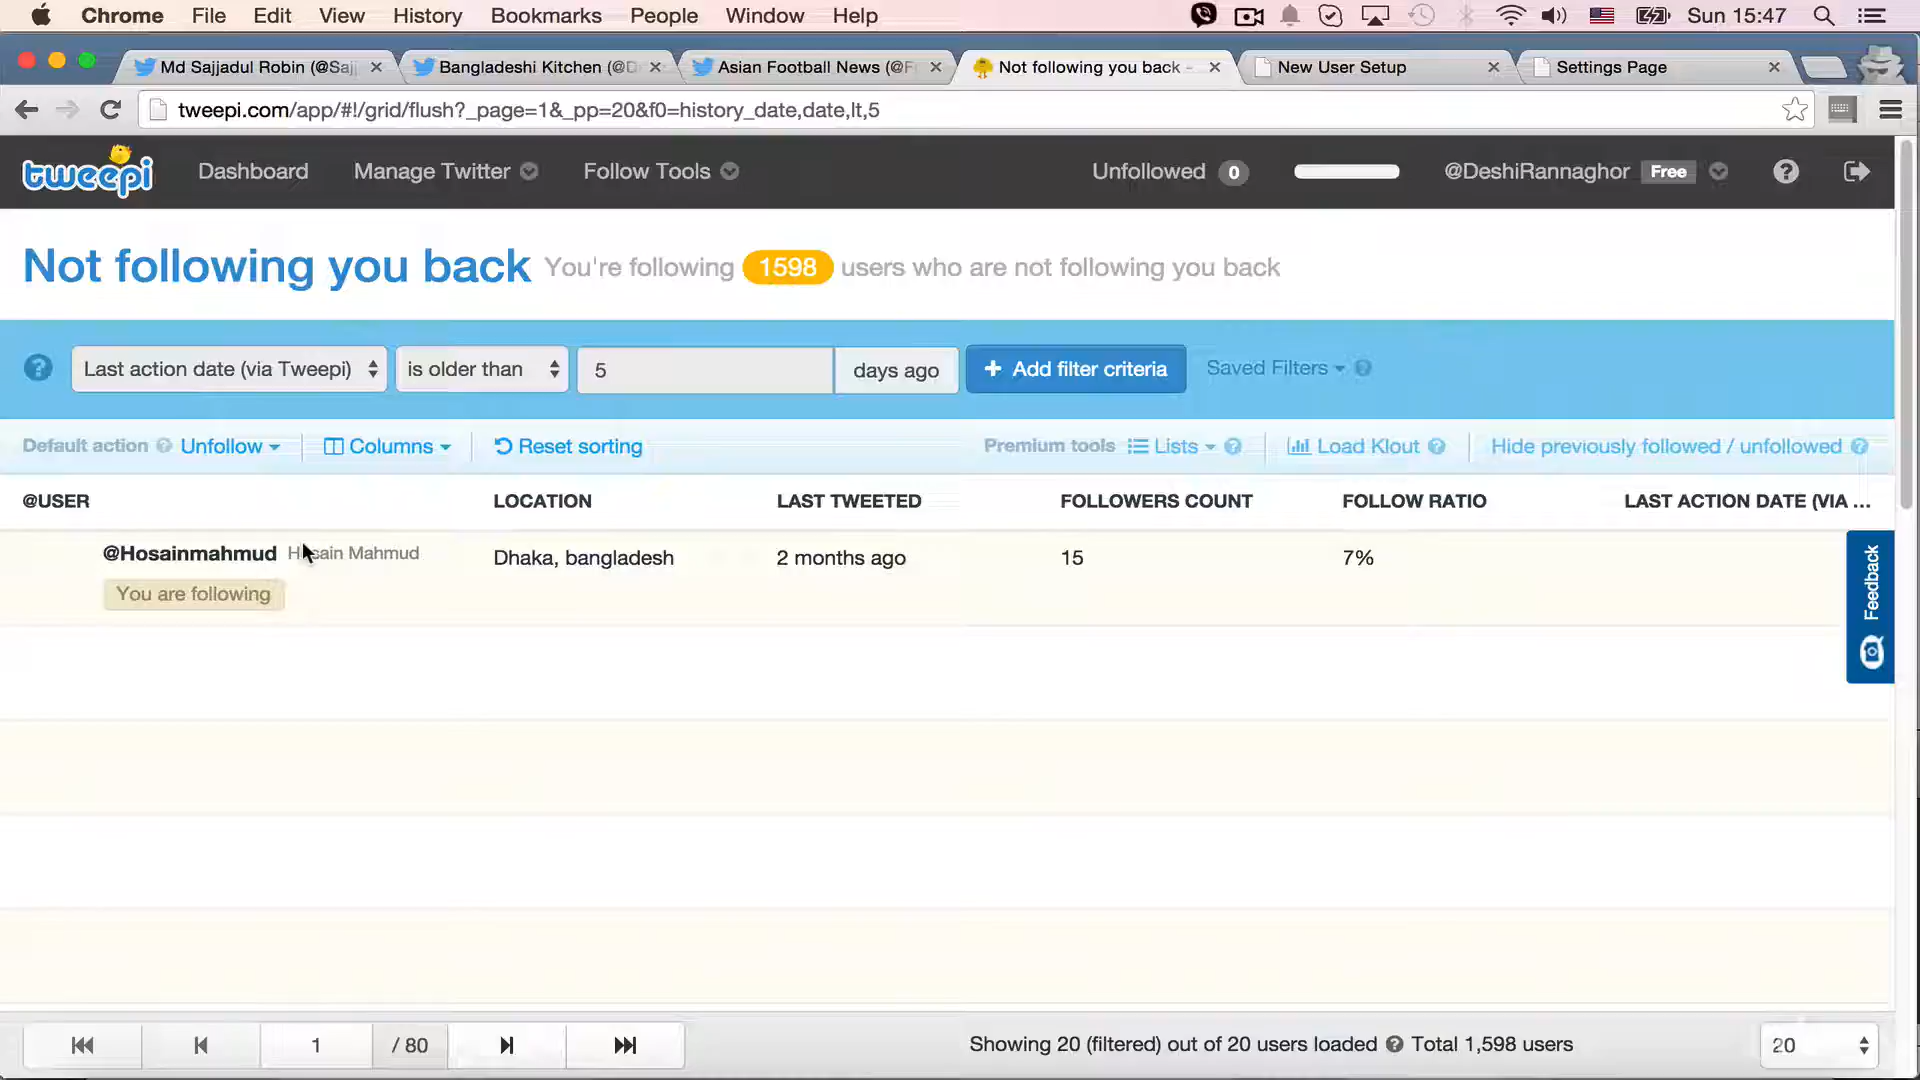 Chrome File Edit View History Bookmarks People Window Help Sun 15:47
Md Sajjadul Robin (@Saj Bangladeshi Kitchen (@D Asian Football News (@F Not following you back - New User Setup Settings Page
tweepi.com/app/#!/grid/flush?_page=1&_pp=20&f0=history_date,date,lt,5
tweepi Dashboard Manage Twitter Follow Tools Unfollowed 0 @DeshiRannaghor Free ?
Not following you back You're following 1598 users who are not following you back
? Last action date (via Tweepi) is older than 5 days ago + Add filter criteria Saved Filters ?
Default action ? Unfollow Columns Reset sorting Premium tools Lists ? Load Klout ? Hide previously followed / unfollowed ?
@USER LOCATION LAST TWEETED FOLLOWERS COUNT FOLLOW RATIO LAST ACTION DATE (VIA ...
@Hosainmahmud Hosain Mahmud Dhaka, bangladesh 2 months ago 15 7%
You are following
Feedback
1 / 80 Showing 20 (filtered) out of 20 users loaded ? Total 1,598 users 20